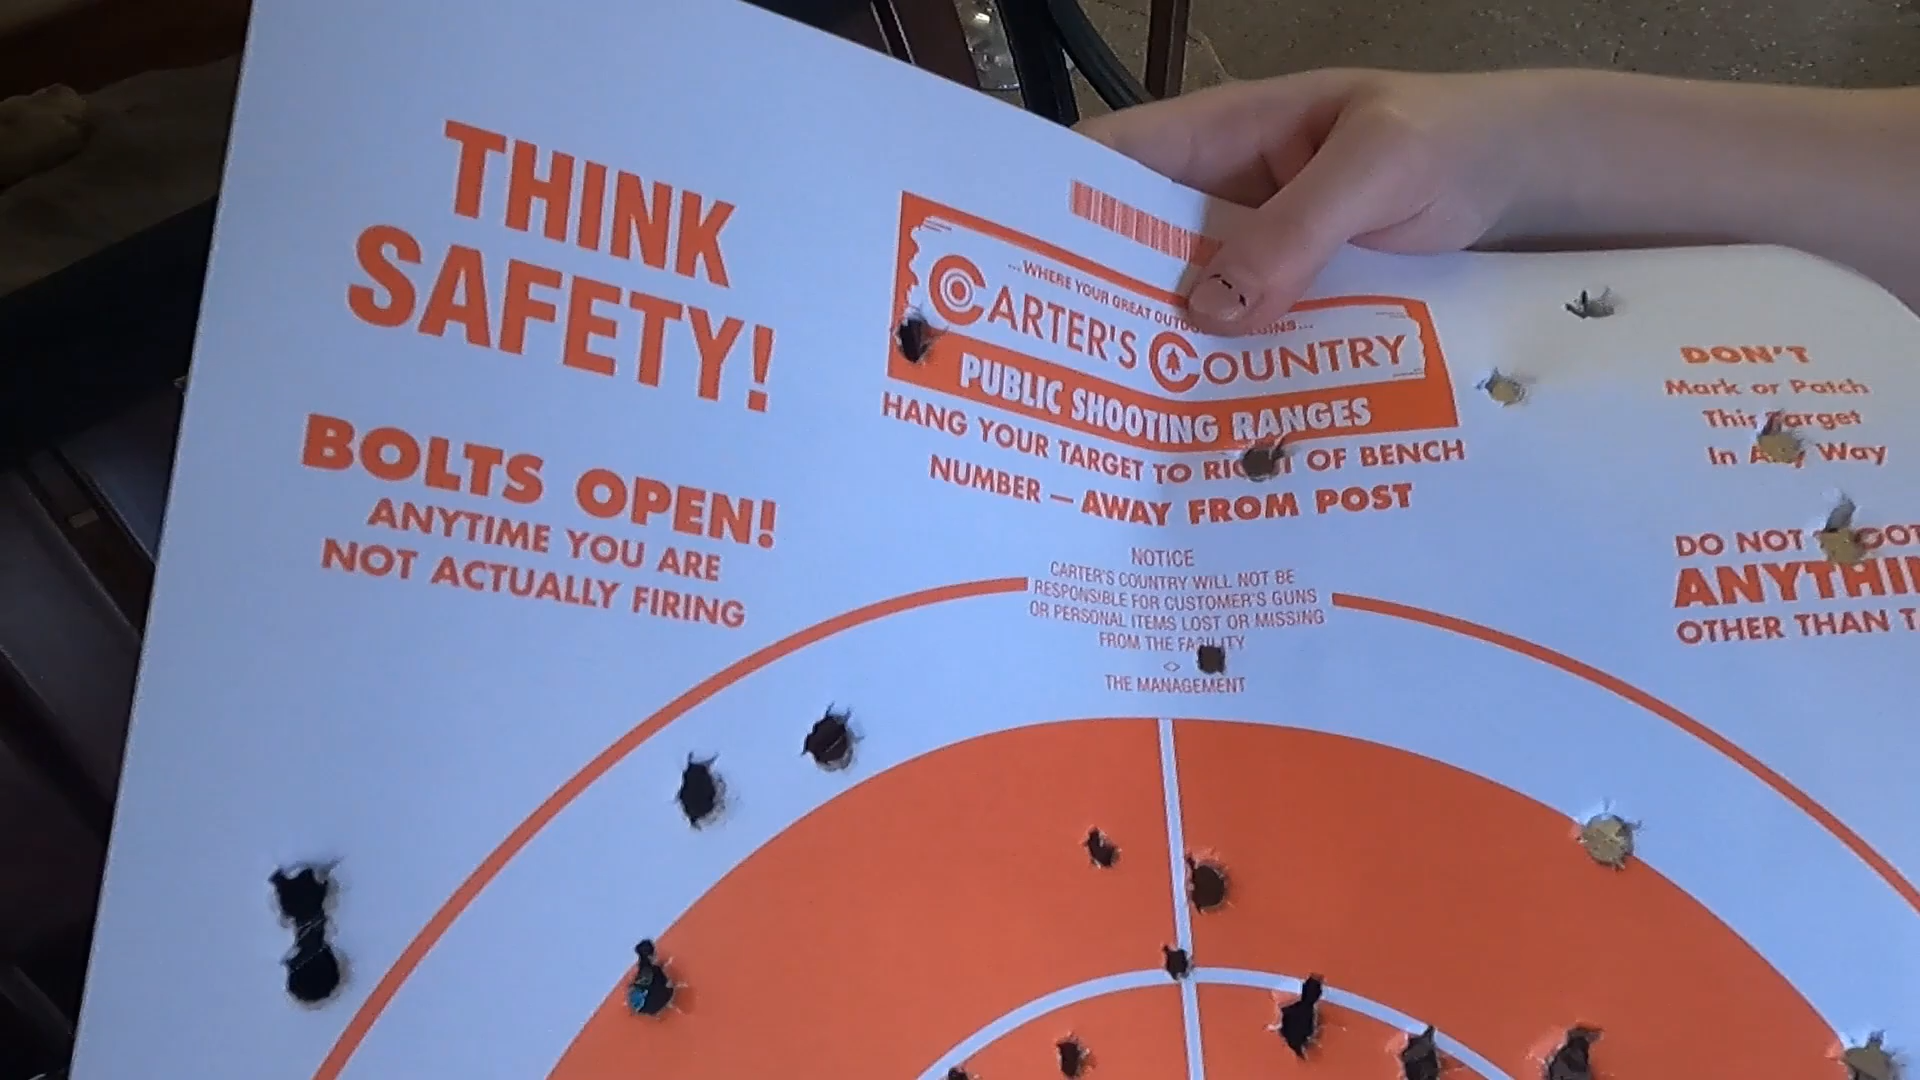 THINK
SAFETY!
BOLTS OPEN!
ANYTIME YOU ARE
NOT ACTUALLY FIRING
...WHERE YOUR GREAT
CARTER'S COUNTRY
PUBLIC SHOOTING RANGES
HANG YOUR TARGET TO OF BENCH
NUMBER — AWAY FROM POST
NOTICE
CARTER'S COUNTRY WILL NOT BE
RESPONSIBLE FOR CUSTOMER'S GUNS
OR PERSONAL ITEMS LOST OR MISSING
FROM THE FACILITY
<>
THE MANAGEMENT
DON'T
Mark or Patch
This Target
In Way
DO NOT
OTHER THAN